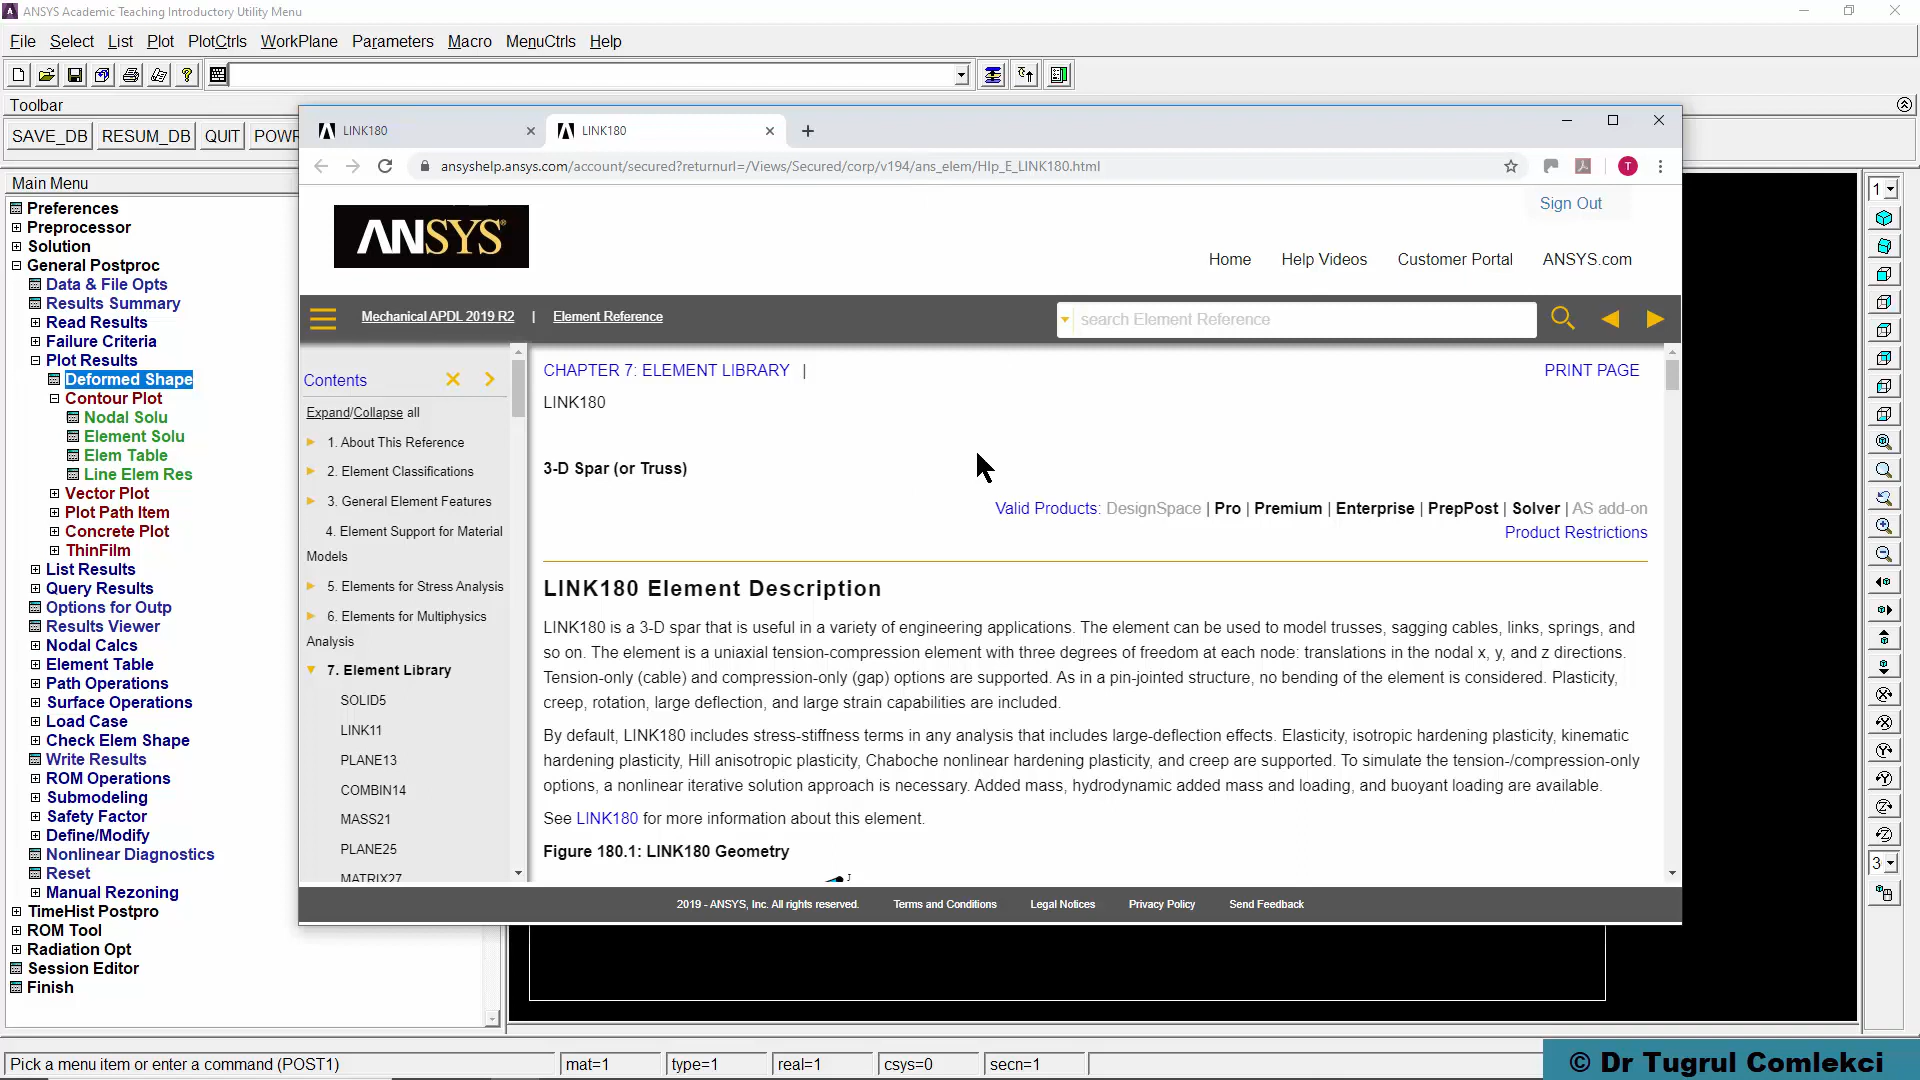 ANSYS Academic Teaching Introductory Utility Menu
File Select List Plot PlotCtrls WorkPlane Parameters Macro MenuCtrls Help
Toolbar
SAVE_DB RESUM_DB QUIT POWR
Main Menu
Preferences
Preprocessor
Solution
General Postproc
Data & File Opts
Results Summary
Read Results
Failure Criteria
Plot Results
Deformed Shape
Contour Plot
Nodal Solu
Element Solu
Elem Table
Line Elem Res
Vector Plot
Plot Path Item
Concrete Plot
ThinFilm
List Results
Query Results
Options for Outp
Results Viewer
Nodal Calcs
Element Table
Path Operations
Surface Operations
Load Case
Check Elem Shape
Write Results
ROM Operations
Submodeling
Safety Factor
Define/Modify
Nonlinear Diagnostics
Reset
Manual Rezoning
TimeHist Postpro
ROM Tool
Radiation Opt
Session Editor
Finish
LINK180 LINK180
ansyshelp.ansys.com/account/secured?returnurl=/Views/Secured/corp/v194/ans_elem/Hlp_E_LINK180.html
T
Sign Out
ANSYS®
Home Help Videos Customer Portal ANSYS.com
Mechanical APDL 2019 R2 | Element Reference
search Element Reference
Contents
Expand/Collapse all
1. About This Reference
2. Element Classifications
3. General Element Features
4. Element Support for Material
Models
5. Elements for Stress Analysis
6. Elements for Multiphysics
Analysis
7. Element Library
SOLID5
LINK11
PLANE13
COMBIN14
MASS21
PLANE25
MATRIX27
CHAPTER 7: ELEMENT LIBRARY | PRINT PAGE
LINK180
3-D Spar (or Truss)
Valid Products: DesignSpace | Pro | Premium | Enterprise | PrepPost | Solver | AS add-on
Product Restrictions
LINK180 Element Description
LINK180 is a 3-D spar that is useful in a variety of engineering applications. The element can be used to model trusses, sagging cables, links, springs, and
so on. The element is a uniaxial tension-compression element with three degrees of freedom at each node: translations in the nodal x, y, and z directions.
Tension-only (cable) and compression-only (gap) options are supported. As in a pin-jointed structure, no bending of the element is considered. Plasticity,
creep, rotation, large deflection, and large strain capabilities are included.
By default, LINK180 includes stress-stiffness terms in any analysis that includes large-deflection effects. Elasticity, isotropic hardening plasticity, kinematic
hardening plasticity, Hill anisotropic plasticity, Chaboche nonlinear hardening plasticity, and creep are supported. To simulate the tension-/compression-only
options, a nonlinear iterative solution approach is necessary. Added mass, hydrodynamic added mass and loading, and buoyant loading are available.
See LINK180 for more information about this element.
Figure 180.1: LINK180 Geometry
J
2019 - ANSYS, Inc. All rights reserved. Terms and Conditions Legal Notices Privacy Policy Send Feedback
1
3
Pick a menu item or enter a command (POST1) mat=1 type=1 real=1 csys=0 secn=1
© Dr Tugrul Comlekci